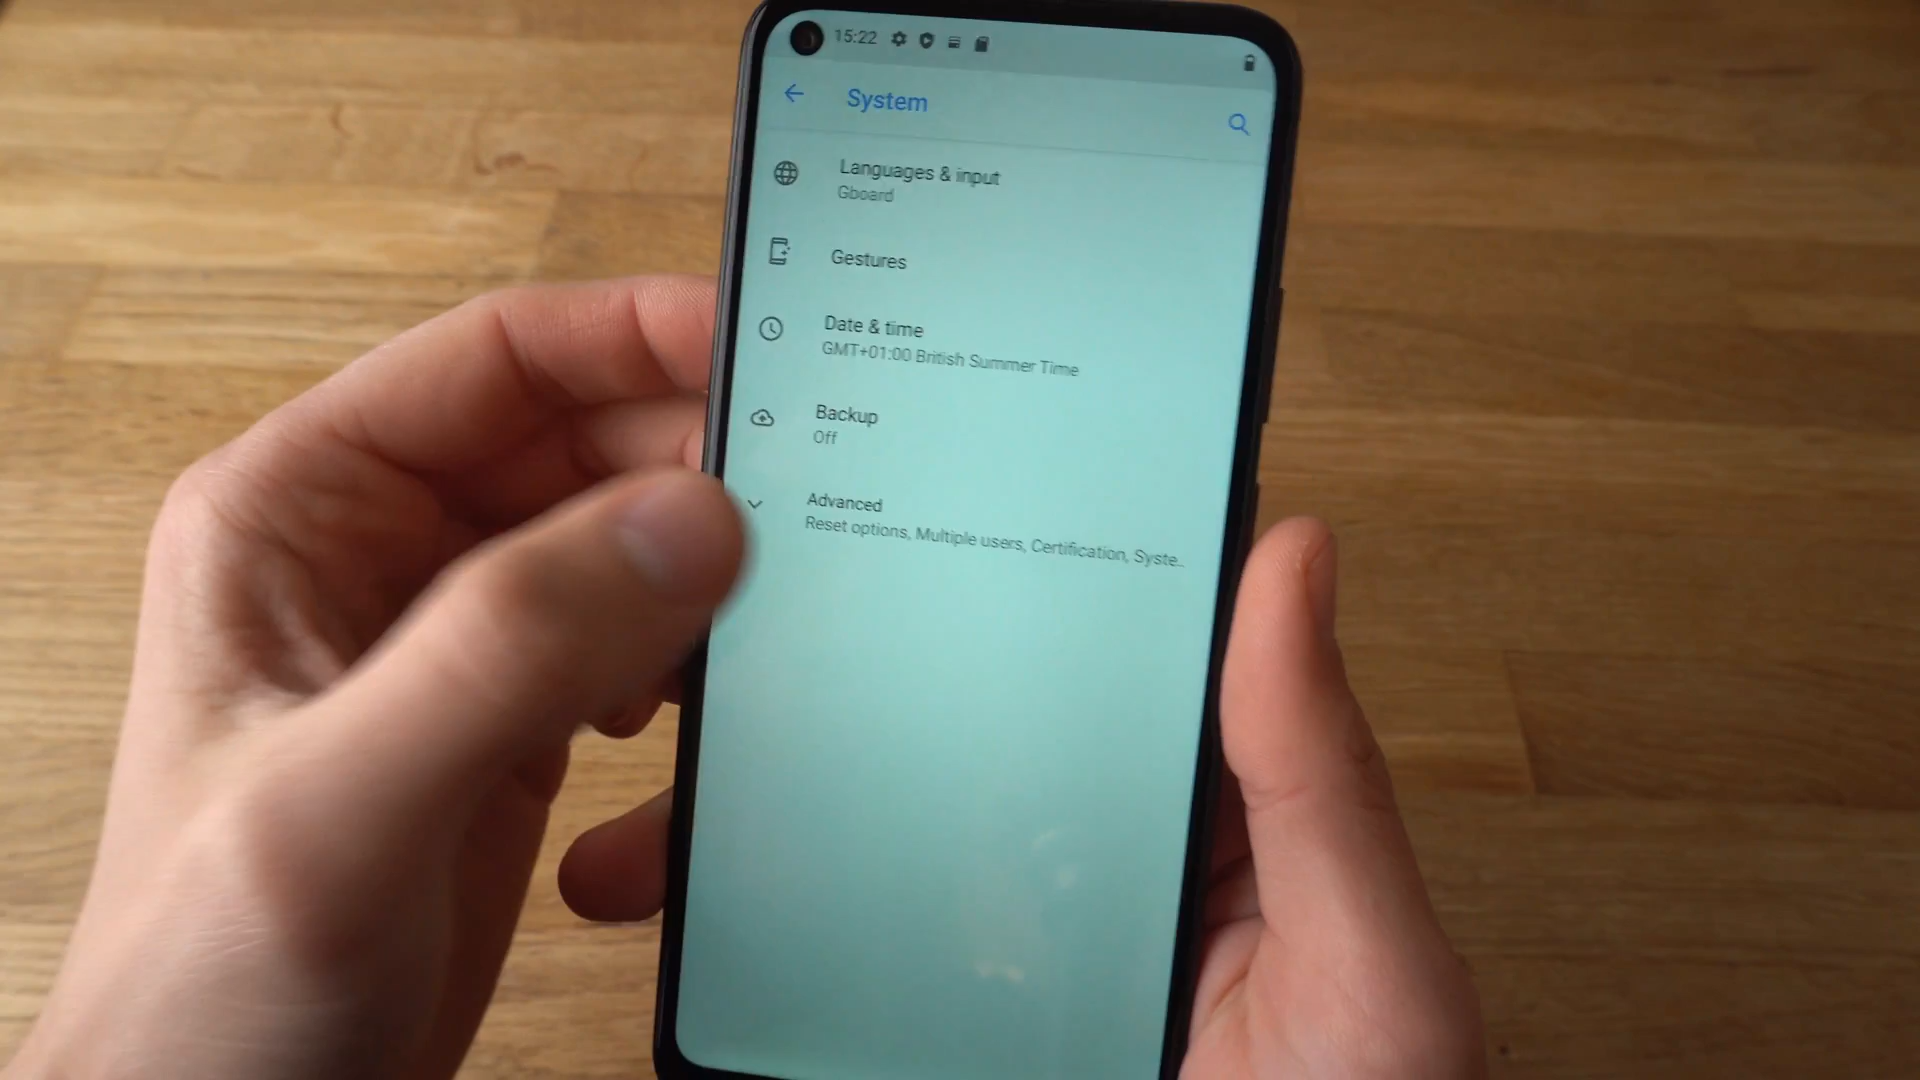 15:22
System
Languages & input
Gboard
Gestures
Date & time
GMT+01:00 British Summer Time
Backup
Off
Advanced
Reset options, Multiple users, Certification, Syste..